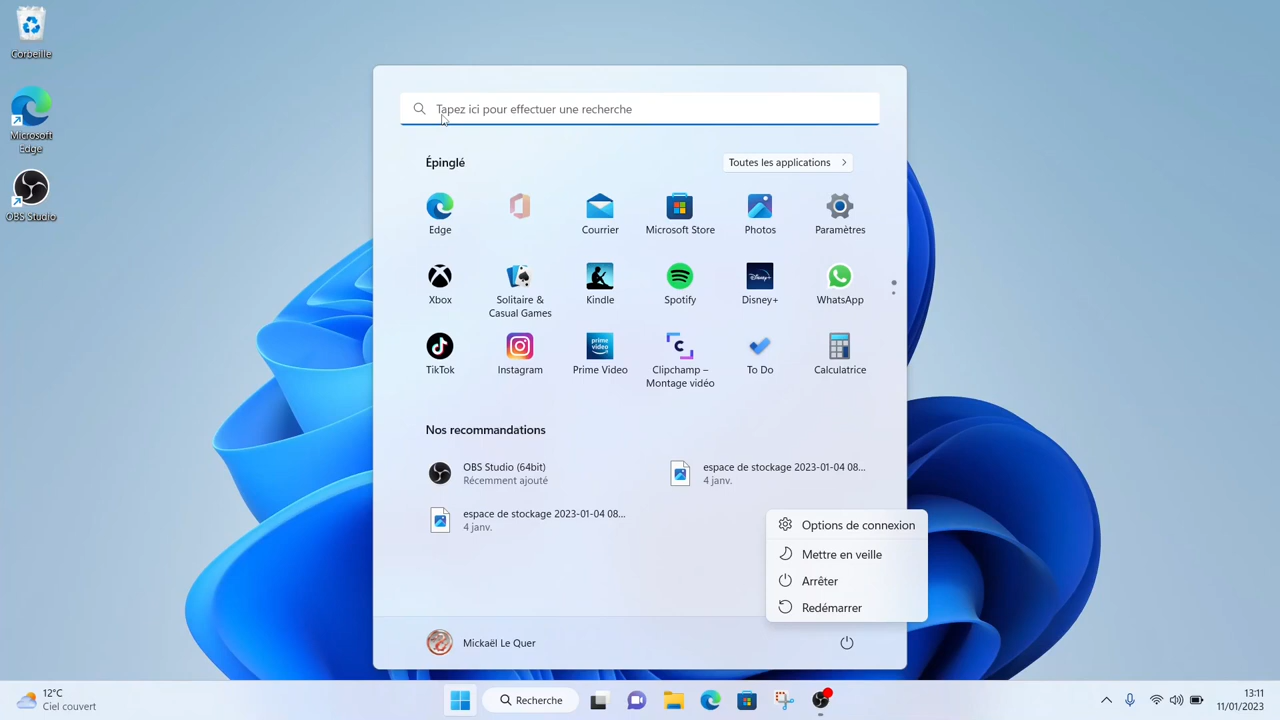 Corbeille
Microsoft
Edge
OBS Studio
Tapez ici pour effectuer une recherche
Épinglé
Toutes les applications
Edge
Courrier
Microsoft Store
Photos
Paramètres
Xbox
Solitaire &
Casual Games
Kindle
Spotify
Disney+
WhatsApp
TikTok
Instagram
prime
video
Prime Video
Clipchamp –
Montage vidéo
To Do
Calculatrice
Nos recommandations
OBS Studio (64bit)
Récemment ajouté
espace de stockage 2023-01-04 08...
4 janv.
espace de stockage 2023-01-04 08...
4 janv.
Options de connexion
Mettre en veille
Arrêter
Redémarrer
Mickaël Le Quer
12°C
Ciel couvert
Recherche
13:11
11/01/2023